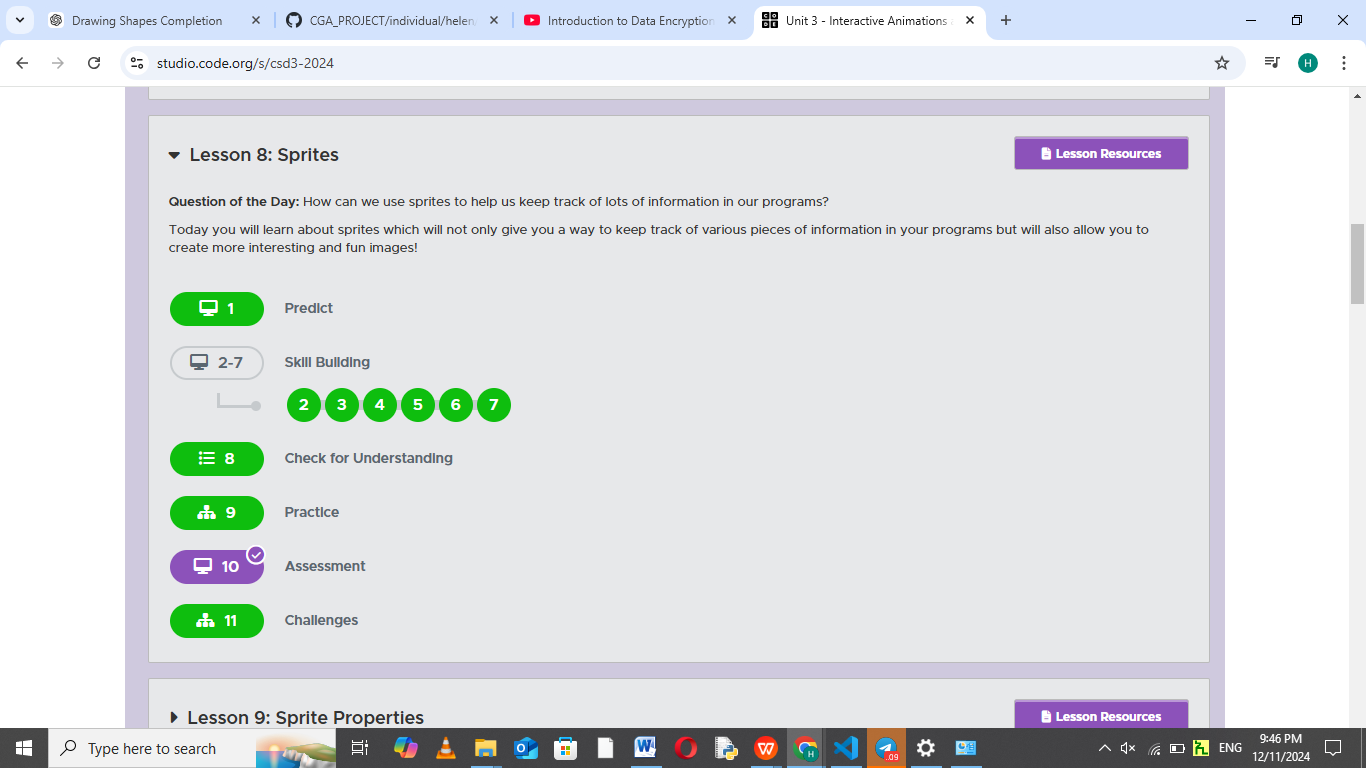 Drawing Shapes Completion
CGA_PROJECT/individual/helen
Introduction to Data Encryption
Unit 3 - Interactive Animations
studio.code.org/s/csd3-2024
H
Lesson 8: Sprites
Lesson Resources
Question of the Day: How can we use sprites to help us keep track of lots of information in our programs?
Today you will learn about sprites which will not only give you a way to keep track of various pieces of information in your programs but will also allow you to
create more interesting and fun images!
1 Predict
2-7 Skill Building
2 3 4 5 6 7
8 Check for Understanding
9 Practice
10 Assessment
11 Challenges
Lesson 9: Sprite Properties
Lesson Resources
Type here to search
ENG
9:46 PM
12/11/2024